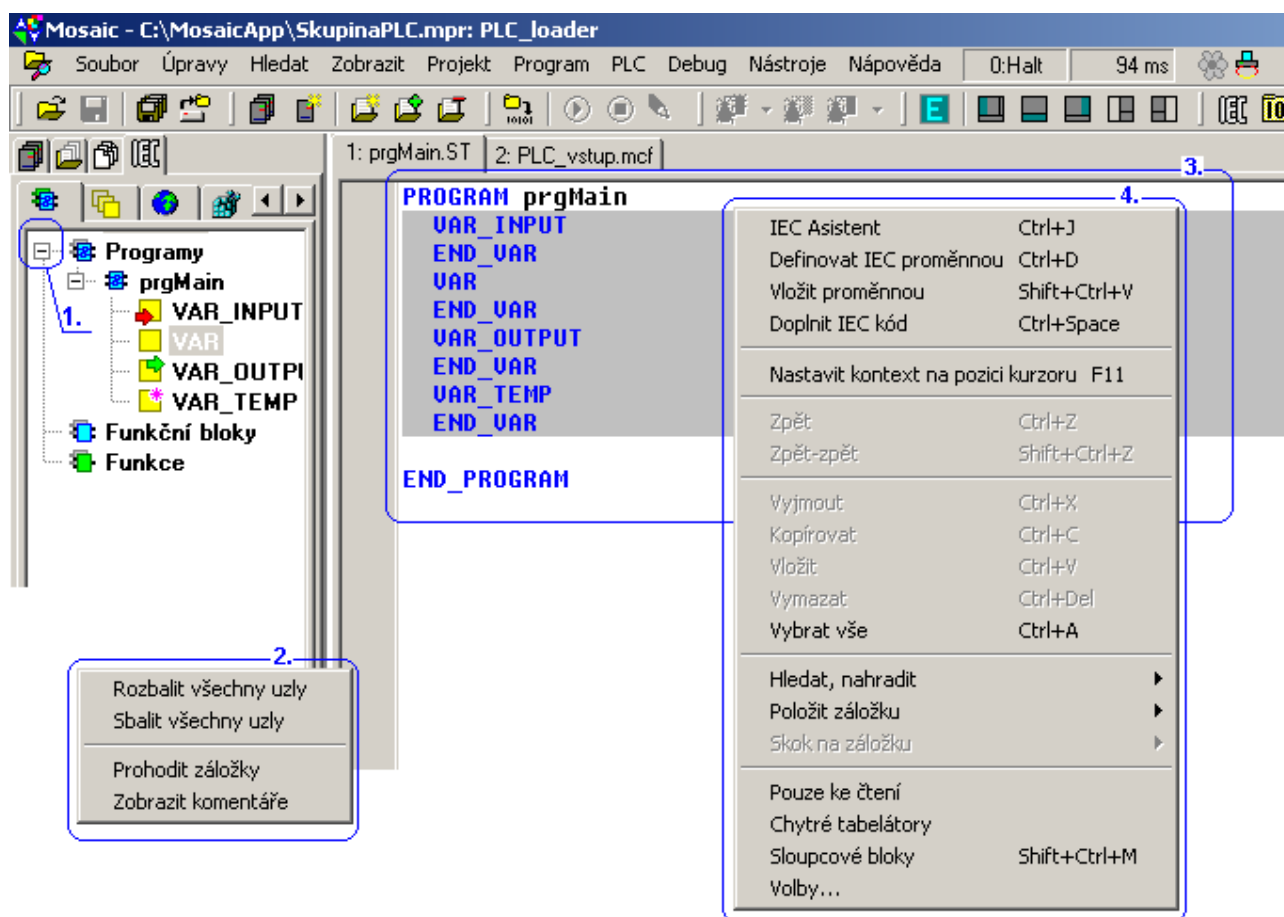 Mosaic - C:\MosaicApp\SkupinaPLC.mpr: PLC_loader
Soubor Úpravy Hledat Zobrazit Projekt Program PLC Debug Nástroje Nápověda 0:Halt 94 ms
1: prgMain.ST 2: PLC_vstup.mcf
3.
PROGRAM prgMain
VAR_INPUT
END_VAR
VAR
END_VAR
VAR_OUTPUT
END_VAR
VAR_TEMP
END_VAR
END_PROGRAM
Programy
prgMain
1.
VAR_INPUT
VAR
VAR_OUTPU
VAR_TEMP
Funkční bloky
Funkce
2.
Rozbalit všechny uzly
Sbalit všechny uzly
Prohodit záložky
Zobrazit komentáře
4.
IEC Asistent Ctrl+J
Definovat IEC proměnnou Ctrl+D
Vložit proměnnou Shift+Ctrl+V
Doplnit IEC kód Ctrl+Space
Nastavit kontext na pozici kurzoru F11
Zpět Ctrl+Z
Zpět-zpět Shift+Ctrl+Z
Vyjmout Ctrl+X
Kopírovat Ctrl+C
Vložit Ctrl+V
Vymazat Ctrl+Del
Vybrat vše Ctrl+A
Hledat, nahradit
Položit záložku
Skok na záložku
Pouze ke čtení
Chytré tabelátory
Sloupcové bloky Shift+Ctrl+M
Volby...